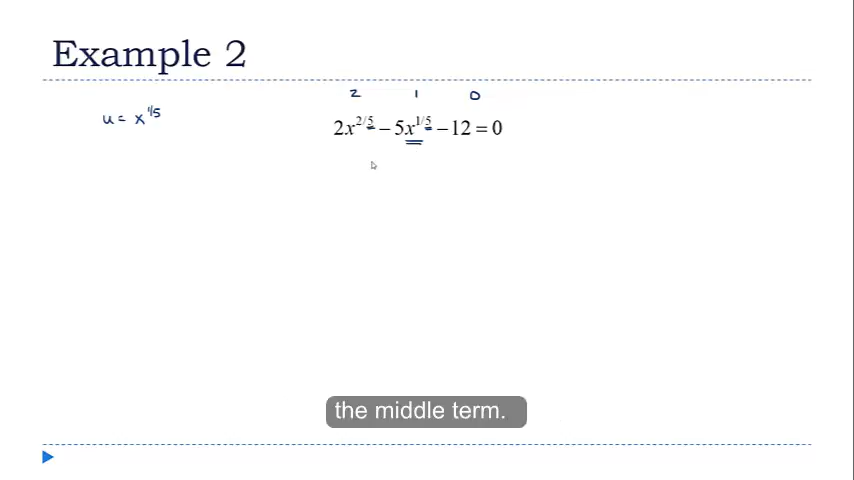 Example 2
2 1 0
u = x^{1/5}
2x^{2/5} − 5x^{1/5} − 12 = 0
the middle term.